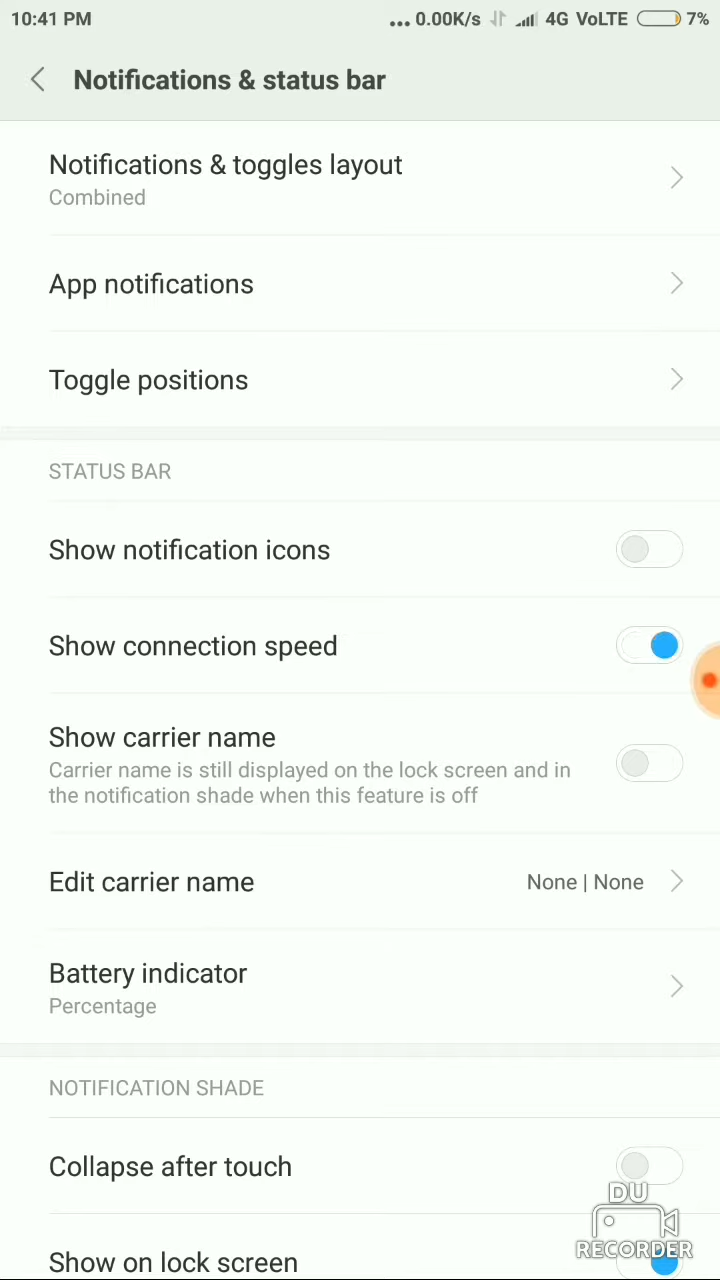 10:41 PM ... 0.00K/s 4G VoLTE 7%
Notifications & status bar
Notifications & toggles layout
Combined
App notifications
Toggle positions
STATUS BAR
Show notification icons
Show connection speed
Show carrier name
Carrier name is still displayed on the lock screen and in
the notification shade when this feature is off
Edit carrier name None | None
Battery indicator
Percentage
NOTIFICATION SHADE
Collapse after touch
DU
RECORDER
Show on lock screen